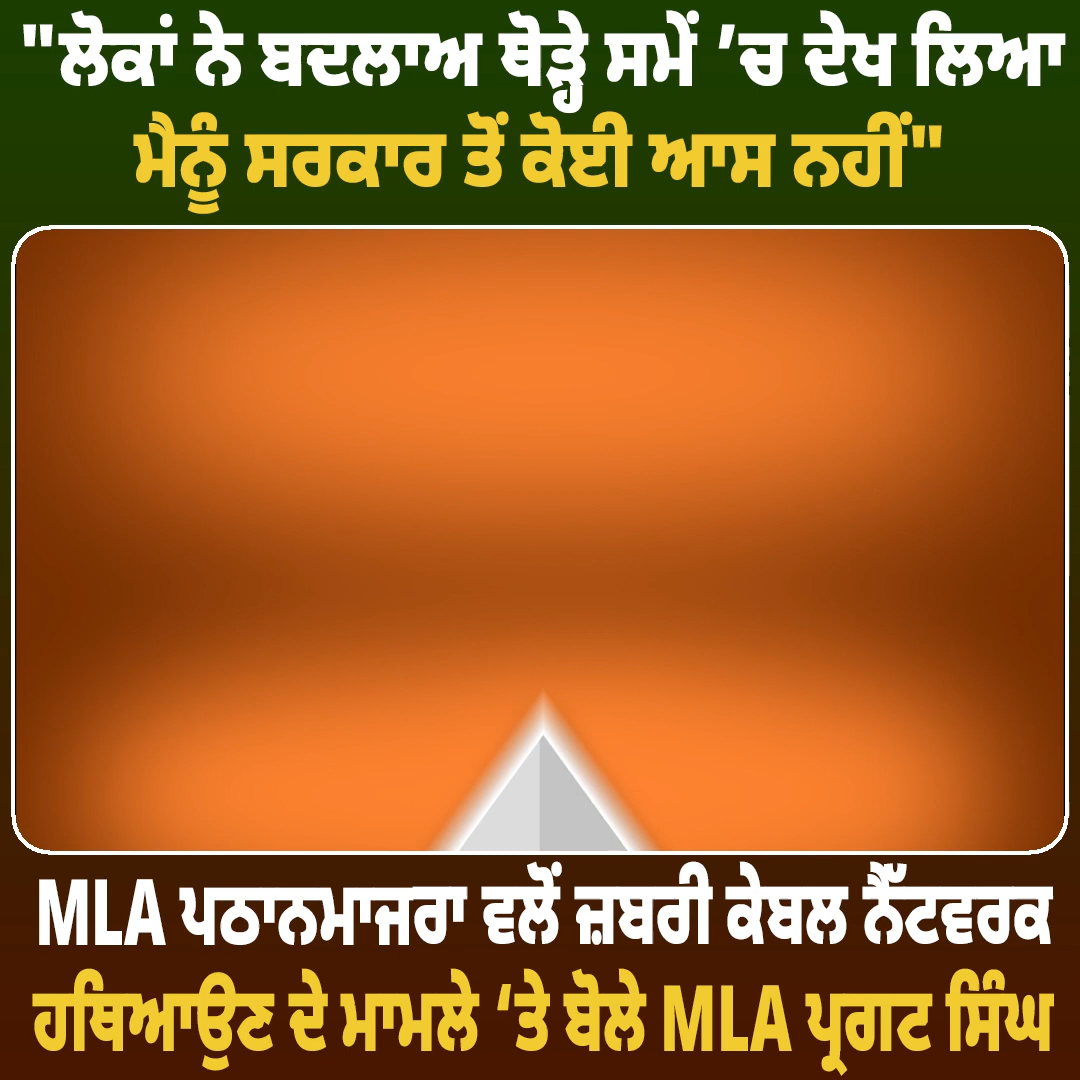 "ਲੋਕਾਂ ਨੇ ਬਦਲਾਅ ਥੋੜ੍ਹੇ ਸਮੇਂ ’ਚ ਦੇਖ ਲਿਆ
ਮੈਨੂੰ ਸਰਕਾਰ ਤੋਂ ਕੋਈ ਆਸ ਨਹੀਂ"
MLA ਪਠਾਨਮਾਜਰਾ ਵਲੋਂ ਜ਼ਬਰੀ ਕੇਬਲ ਨੈੱਟਵਰਕ
ਹਥਿਆਉਣ ਦੇ ਮਾਮਲੇ ‘ਤੇ ਬੋਲੇ MLA ਪ੍ਰਗਟ ਸਿੰਘ